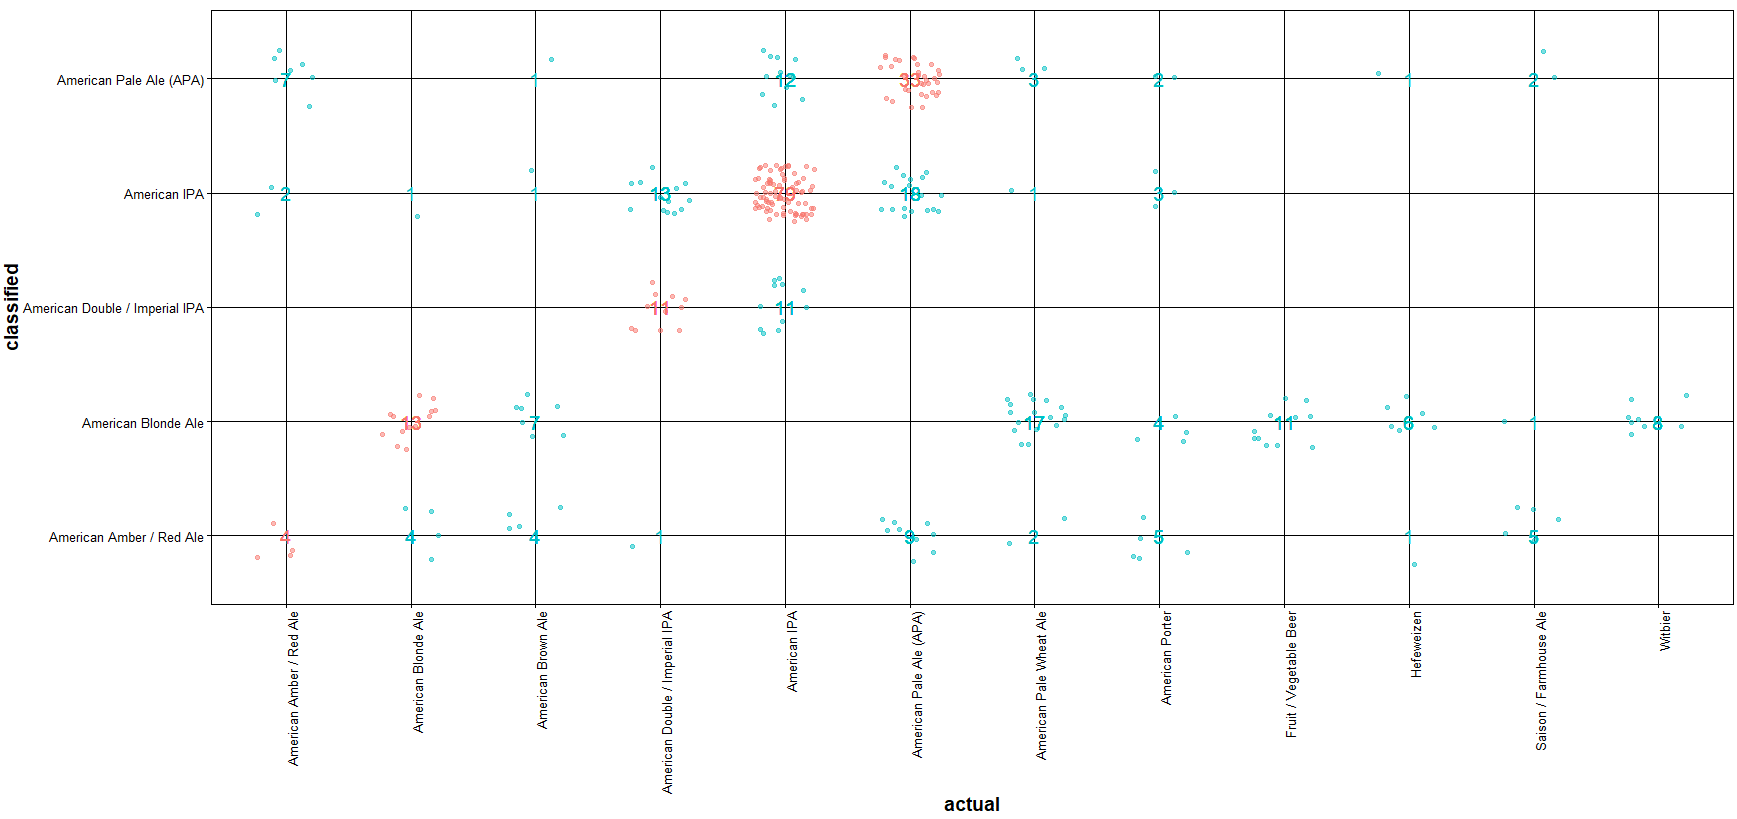 American Pale Ale (APA) 7 1 12 33 3 2 1 2
American IPA 2 1 1 13 18 1 3
American Double / Imperial IPA 11 11
American Blonde Ale 13 7 17 4 11 6 1 8
American Amber / Red Ale 4 4 4 1 9 2 5 1 5
classified
American Amber / Red Ale
American Blonde Ale
American Brown Ale
American Double / Imperial IPA
American IPA
American Pale Ale (APA)
American Pale Wheat Ale
American Porter
Fruit / Vegetable Beer
Hefeweizen
Saison / Farmhouse Ale
Witbier
actual